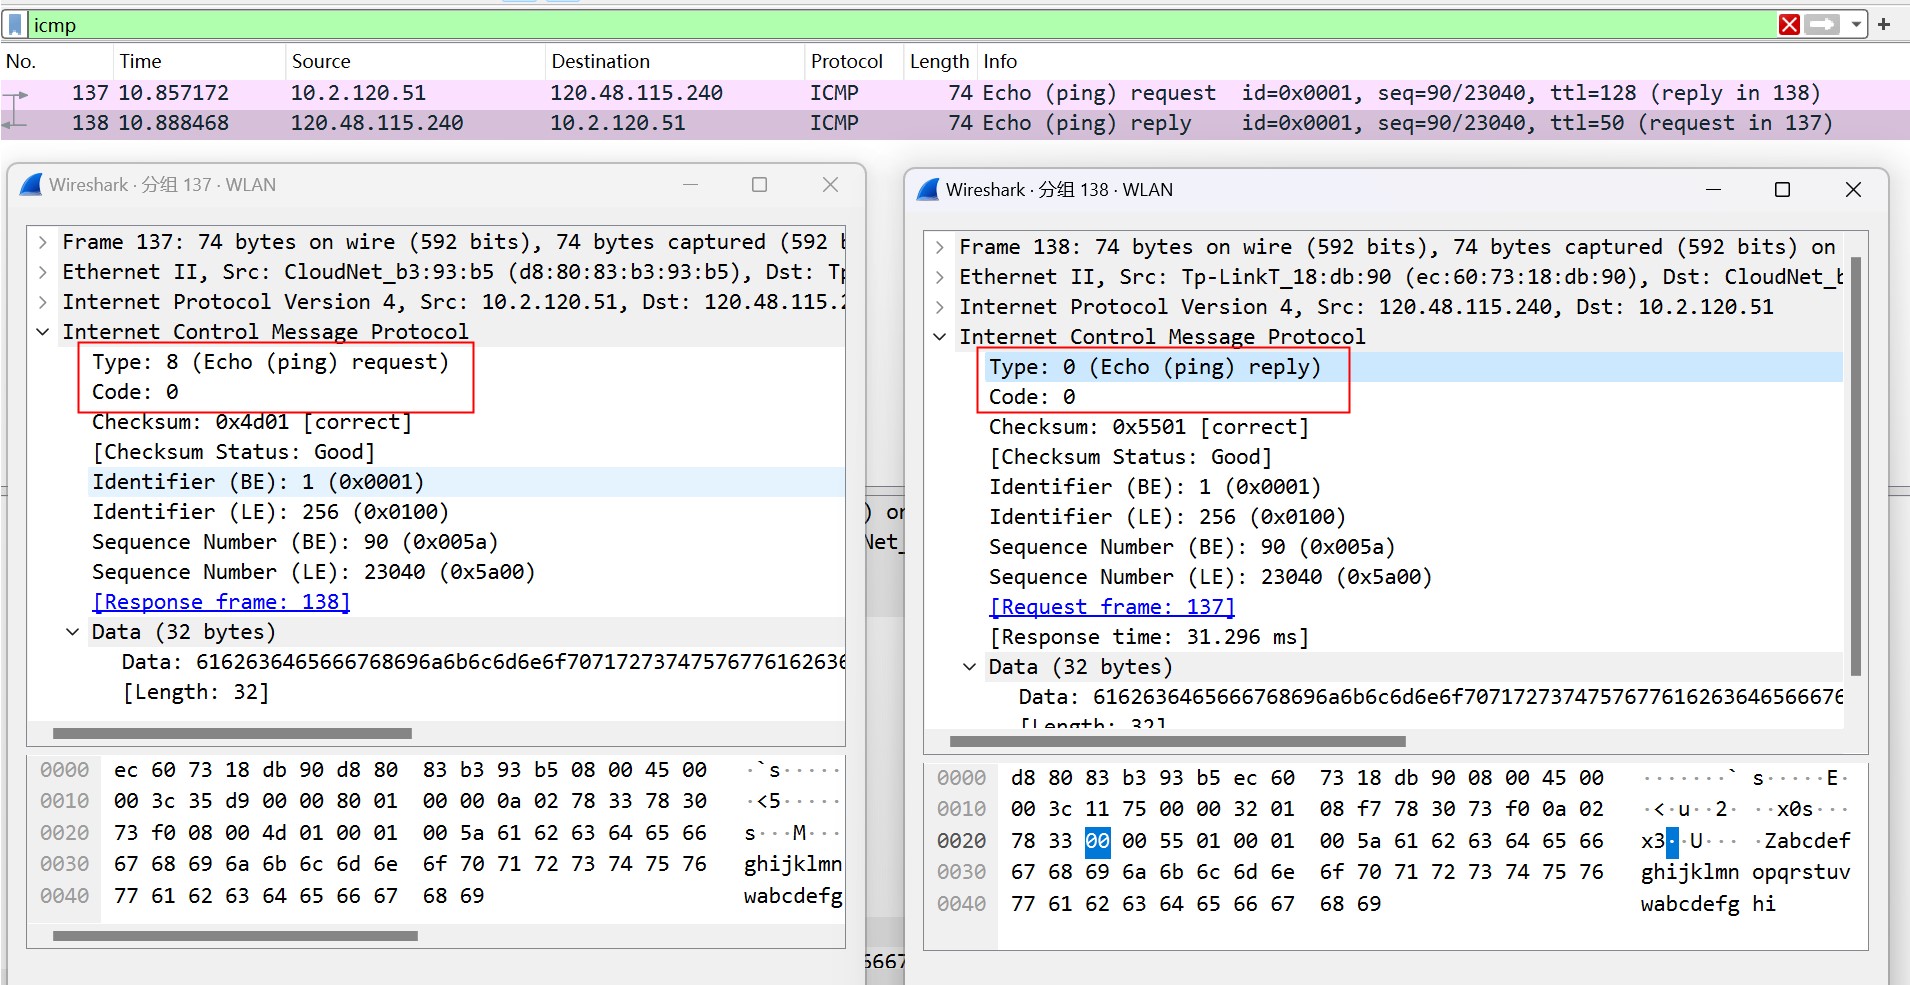 icmp
No. Time Source Destination Protocol Length Info
137 10.857172 10.2.120.51 120.48.115.240 ICMP 74 Echo (ping) request id=0x0001, seq=90/23040, ttl=128 (reply in 138)
138 10.888468 120.48.115.240 10.2.120.51 ICMP 74 Echo (ping) reply id=0x0001, seq=90/23040, ttl=50 (request in 137)
Wireshark · 分组 137 · WLAN
Frame 137: 74 bytes on wire (592 bits), 74 bytes captured (592 b
Ethernet II, Src: CloudNet_b3:93:b5 (d8:80:83:b3:93:b5), Dst: Tp
Internet Protocol Version 4, Src: 10.2.120.51, Dst: 120.48.115.2
Internet Control Message Protocol
Type: 8 (Echo (ping) request)
Code: 0
Checksum: 0x4d01 [correct]
[Checksum Status: Good]
Identifier (BE): 1 (0x0001)
Identifier (LE): 256 (0x0100)
Sequence Number (BE): 90 (0x005a)
Sequence Number (LE): 23040 (0x5a00)
[Response frame: 138]
Data (32 bytes)
Data: 6162636465666768696a6b6c6d6e6f7071727374757677616263​6
[Length: 32]
0000 ec 60 73 18 db 90 d8 80 83 b3 93 b5 08 00 45 00 ·`s·····
0010 00 3c 35 d9 00 00 80 01 00 00 0a 02 78 33 78 30 ·<5·····
0020 73 f0 08 00 4d 01 00 01 00 5a 61 62 63 64 65 66 s···M···
0030 67 68 69 6a 6b 6c 6d 6e 6f 70 71 72 73 74 75 76 ghijklmn
0040 77 61 62 63 64 65 66 67 68 69 wabcdefg
) on
Net_
6667
Wireshark · 分组 138 · WLAN
Frame 138: 74 bytes on wire (592 bits), 74 bytes captured (592 bits) on
Ethernet II, Src: Tp-LinkT_18:db:90 (ec:60:73:18:db:90), Dst: CloudNet_b
Internet Protocol Version 4, Src: 120.48.115.240, Dst: 10.2.120.51
Internet Control Message Protocol
Type: 0 (Echo (ping) reply)
Code: 0
Checksum: 0x5501 [correct]
[Checksum Status: Good]
Identifier (BE): 1 (0x0001)
Identifier (LE): 256 (0x0100)
Sequence Number (BE): 90 (0x005a)
Sequence Number (LE): 23040 (0x5a00)
[Request frame: 137]
[Response time: 31.296 ms]
Data (32 bytes)
Data: 6162636465666768696a6b6c6d6e6f70717273747576776162636465666​76
[Length: 32]
0000 d8 80 83 b3 93 b5 ec 60 73 18 db 90 08 00 45 00 ·······` s·····E·
0010 00 3c 11 75 00 00 32 01 08 f7 78 30 73 f0 0a 02 ·<·u··2· ··x0s···
0020 78 33 00 00 55 01 00 01 00 5a 61 62 63 64 65 66 x3··U··· ·Zabcdef
0030 67 68 69 6a 6b 6c 6d 6e 6f 70 71 72 73 74 75 76 ghijklmn opqrstuv
0040 77 61 62 63 64 65 66 67 68 69 wabcdefg hi